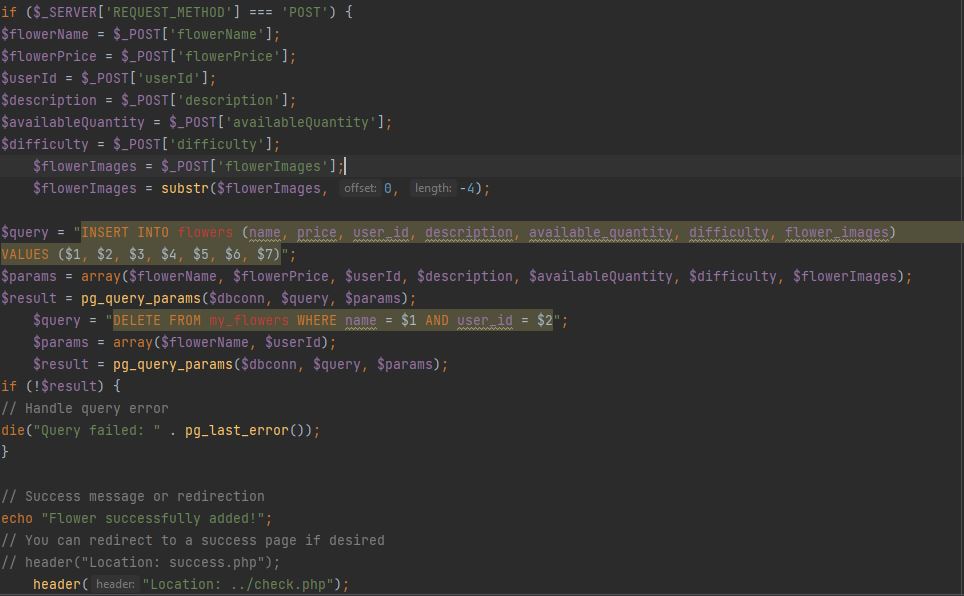 if ($_SERVER['REQUEST_METHOD'] === 'POST') {
$flowerName = $_POST['flowerName'];
$flowerPrice = $_POST['flowerPrice'];
$userId = $_POST['userId'];
$description = $_POST['description'];
$availableQuantity = $_POST['availableQuantity'];
$difficulty = $_POST['difficulty'];
    $flowerImages = $_POST['flowerImages'];
    $flowerImages = substr($flowerImages, offset: 0, length: -4);
$query = "INSERT INTO flowers (name, price, user_id, description, available_quantity, difficulty, flower_images)
VALUES ($1, $2, $3, $4, $5, $6, $7)";
$params = array($flowerName, $flowerPrice, $userId, $description, $availableQuantity, $difficulty, $flowerImages);
$result = pg_query_params($dbconn, $query, $params);
    $query = "DELETE FROM my_flowers WHERE name = $1 AND user_id = $2";
    $params = array($flowerName, $userId);
    $result = pg_query_params($dbconn, $query, $params);
if (!$result) {
// Handle query error
die("Query failed: " . pg_last_error());
}
// Success message or redirection
echo "Flower successfully added!";
// You can redirect to a success page if desired
// header("Location: success.php");
    header( header: "Location: ../check.php");